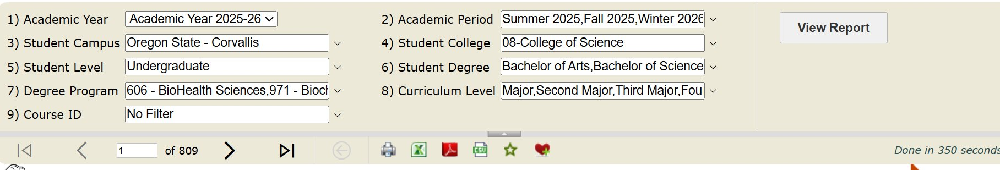 1) Academic Year Academic Year 2025-26 2) Academic Period Summer 2025,Fall 2025,Winter 2026 View Report
3) Student Campus Oregon State - Corvallis 4) Student College 08-College of Science
5) Student Level Undergraduate 6) Student Degree Bachelor of Arts,Bachelor of Science
7) Degree Program 606 - BioHealth Sciences,971 - Bioch 8) Curriculum Level Major,Second Major,Third Major,Four
9) Course ID No Filter
1 of 809 CSV Done in 350 seconds